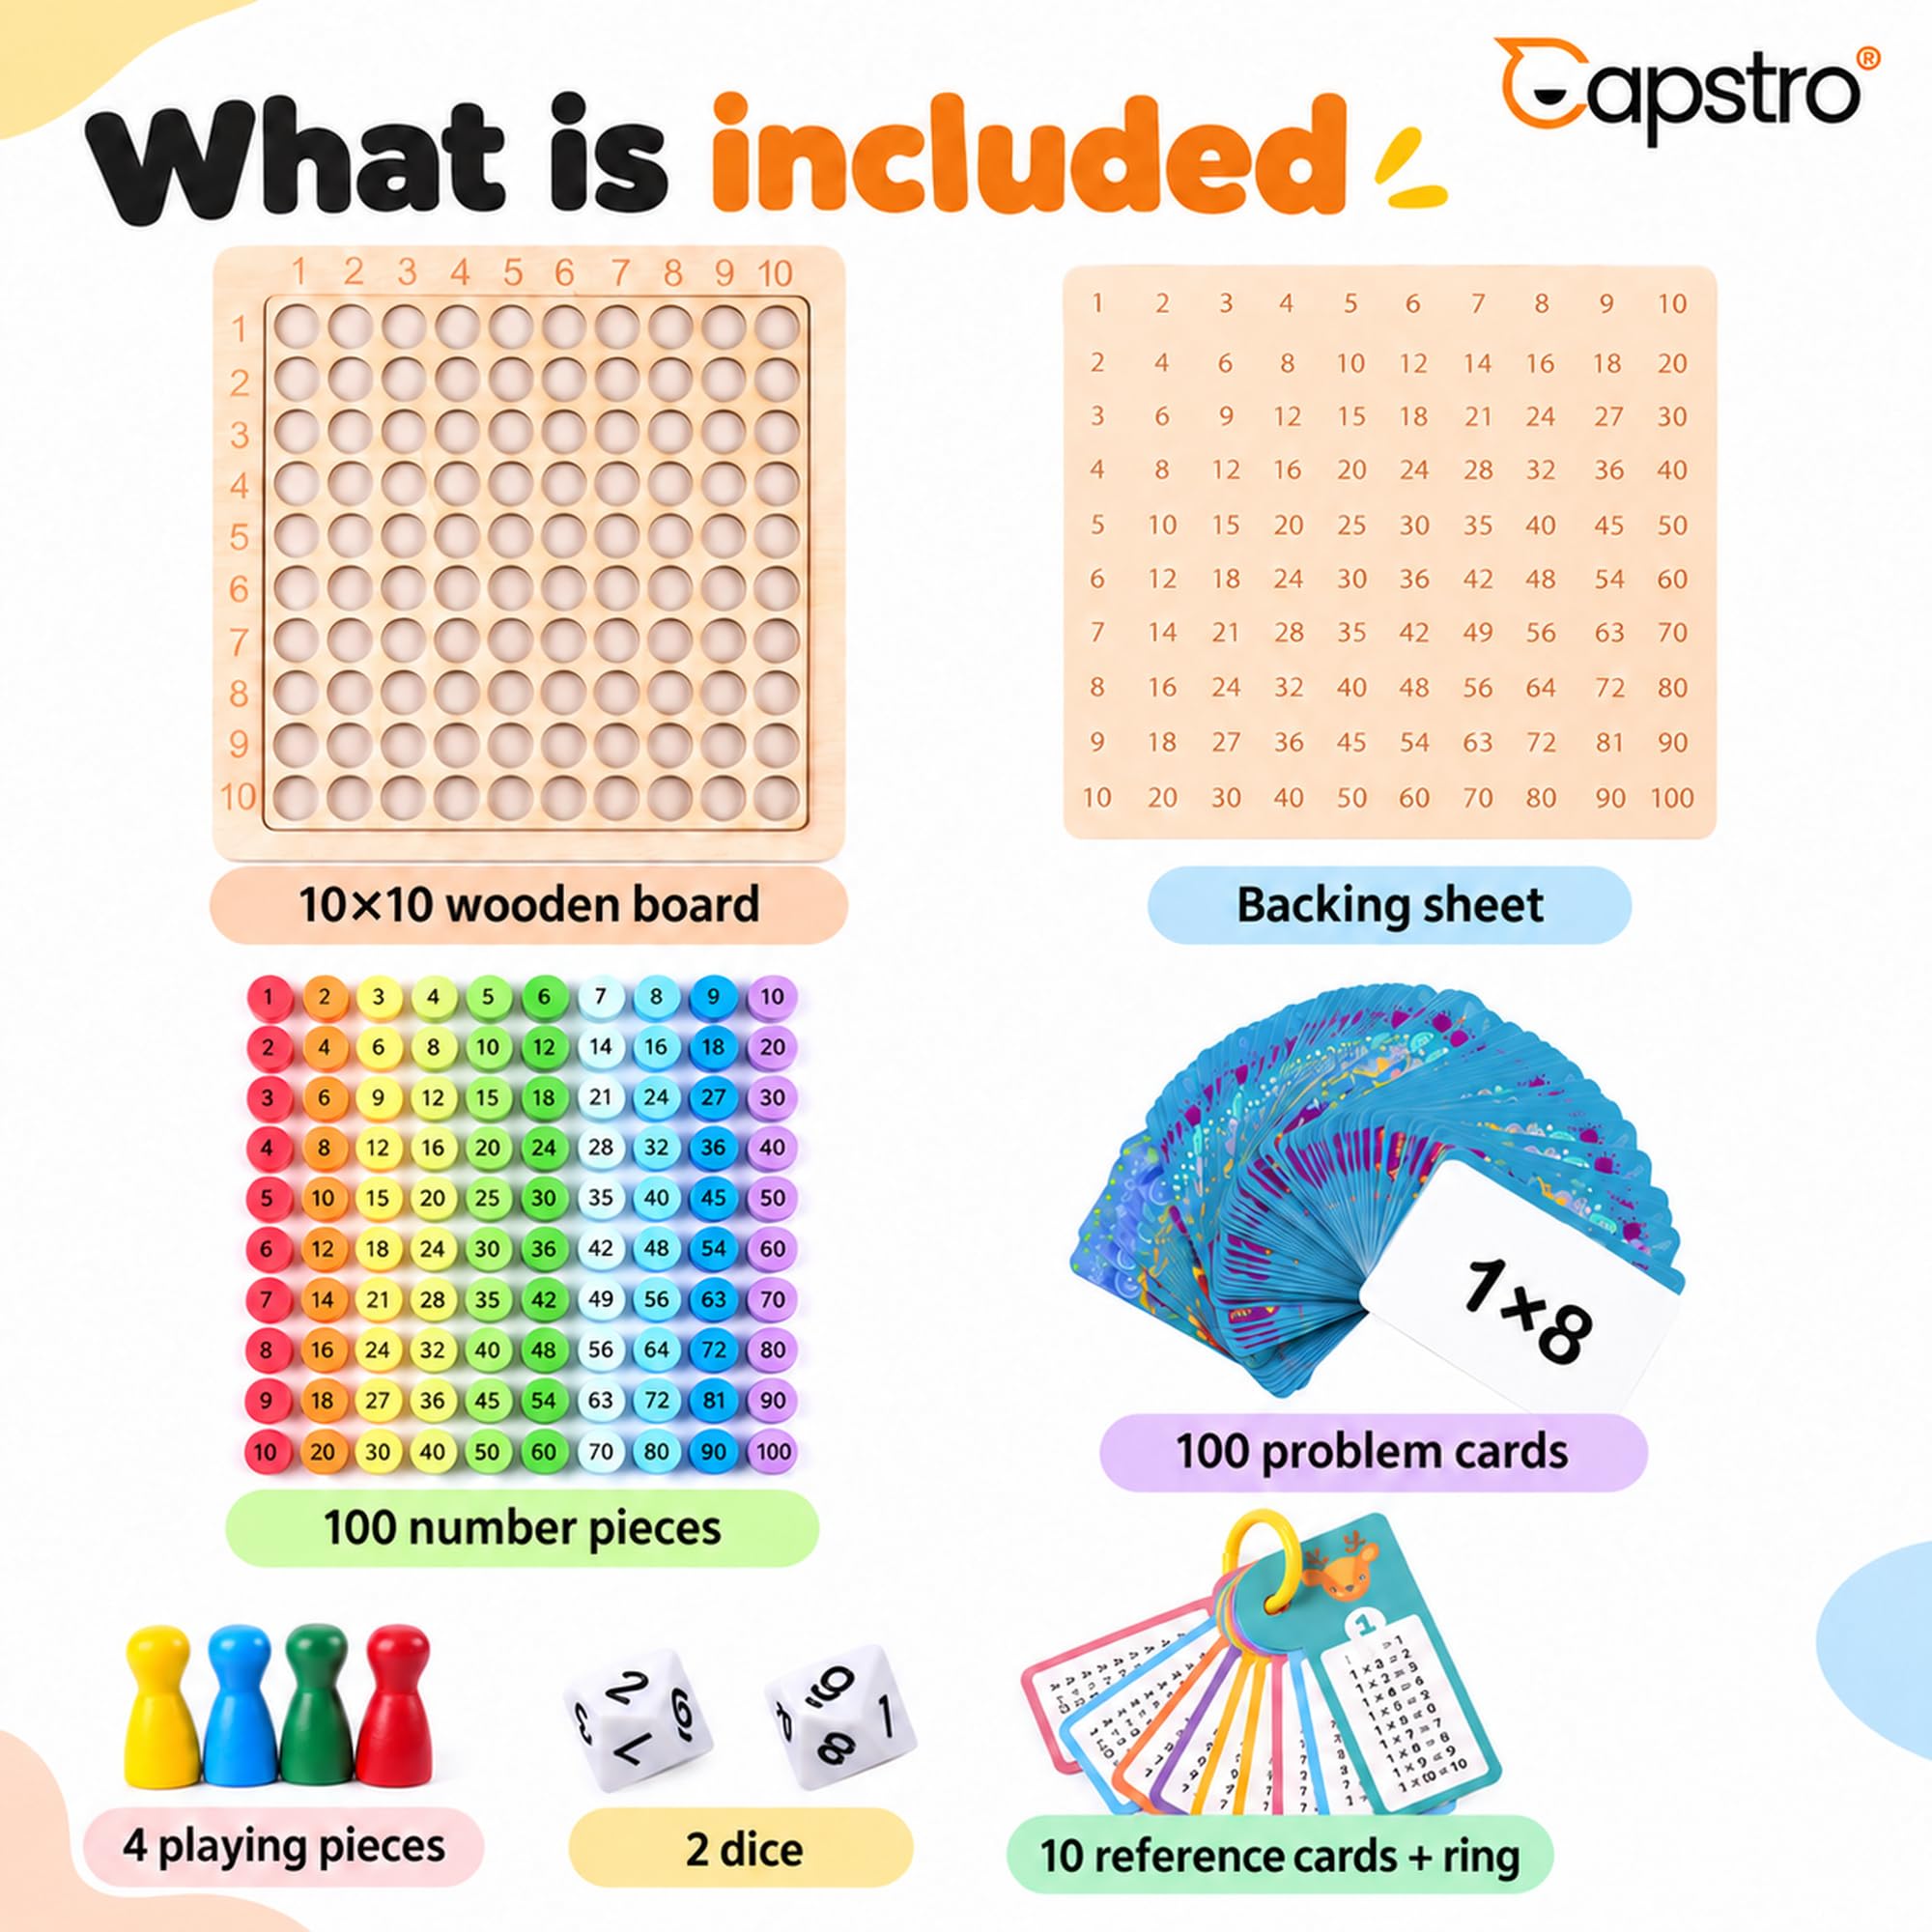 Capstro®
What is included
1 2 3 4 5 6 7 8 9 10
1
2
3
4
5
6
7
8
9
10
10×10 wooden board
1 2 3 4 5 6 7 8 9 10
2 4 6 8 10 12 14 16 18 20
3 6 9 12 15 18 21 24 27 30
4 8 12 16 20 24 28 32 36 40
5 10 15 20 25 30 35 40 45 50
6 12 18 24 30 36 42 48 54 60
7 14 21 28 35 42 49 56 63 70
8 16 24 32 40 48 56 64 72 80
9 18 27 36 45 54 63 72 81 90
10 20 30 40 50 60 70 80 90 100
Backing sheet
1 2 3 4 5 6 7 8 9 10
2 4 6 8 10 12 14 16 18 20
3 6 9 12 15 18 21 24 27 30
4 8 12 16 20 24 28 32 36 40
5 10 15 20 25 30 35 40 45 50
6 12 18 24 30 36 42 48 54 60
7 14 21 28 35 42 49 56 63 70
8 16 24 32 40 48 56 64 72 80
9 18 27 36 45 54 63 72 81 90
10 20 30 40 50 60 70 80 90 100
100 number pieces
1×8
100 problem cards
4 playing pieces
2
6
3
8
1
2 dice
1
10 reference cards + ring